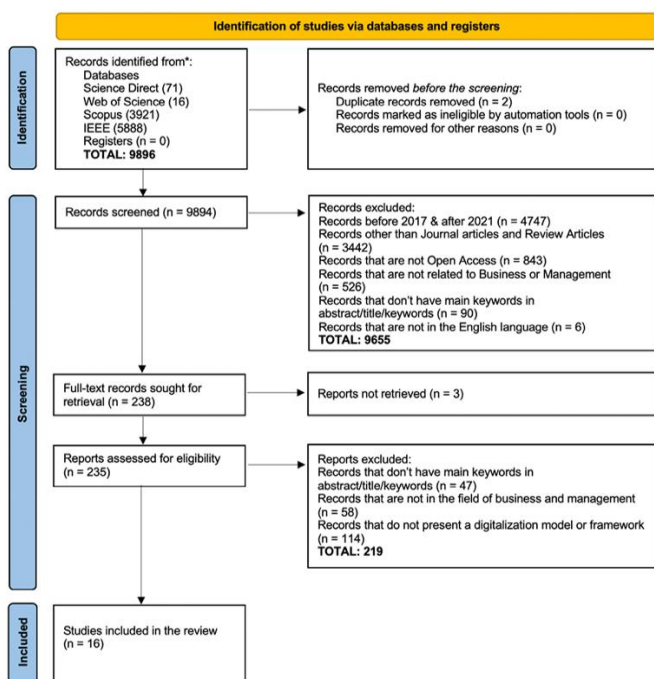 Identification of studies via databases and registers
Identification
Records identified from*:
Databases
Science Direct (71)
Web of Science (16)
Scopus (3921)
IEEE (5888)
Registers (n = 0)
TOTAL: 9896
Records removed before the screening:
Duplicate records removed (n = 2)
Records marked as ineligible by automation tools (n = 0)
Records removed for other reasons (n = 0)
Screening
Records screened (n = 9894)
Records excluded:
Records before 2017 & after 2021 (n = 4747)
Records other than Journal articles and Review Articles
(n = 3442)
Records that are not Open Access (n = 843)
Records that are not related to Business or Management
(n = 526)
Records that don't have main keywords in
abstract/title/keywords (n = 90)
Records that are not in the English language (n = 6)
TOTAL: 9655
Full-text records sought for
retrieval (n = 238)
Reports not retrieved (n = 3)
Reports assessed for eligibility
(n = 235)
Reports excluded:
Records that don't have main keywords in
abstract/title/keywords (n = 47)
Records that are not in the field of business and management
(n = 58)
Records that do not present a digitalization model or framework
(n = 114)
TOTAL: 219
Included
Studies included in the review
(n = 16)